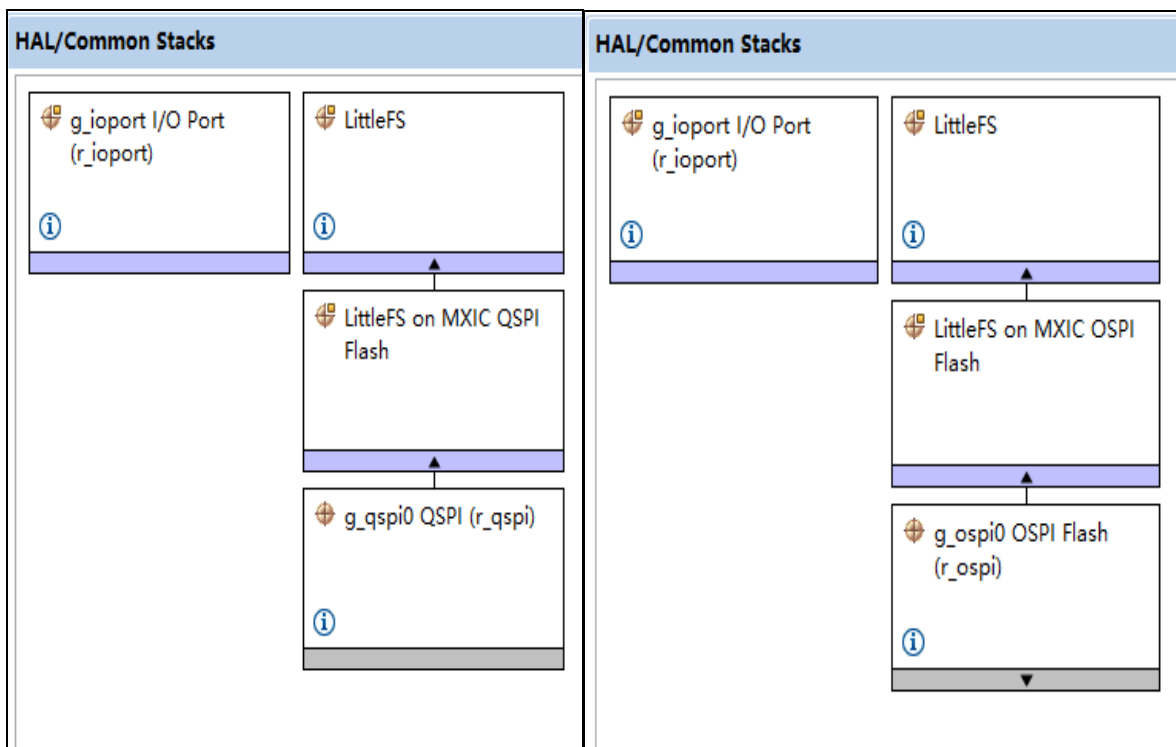 HAL/Common Stacks
g_ioport I/O Port
(r_ioport)
LittleFS
LittleFS on MXIC QSPI
Flash
g_qspi0 QSPI (r_qspi)
HAL/Common Stacks
g_ioport I/O Port
(r_ioport)
LittleFS
LittleFS on MXIC OSPI
Flash
g_ospi0 OSPI Flash
(r_ospi)